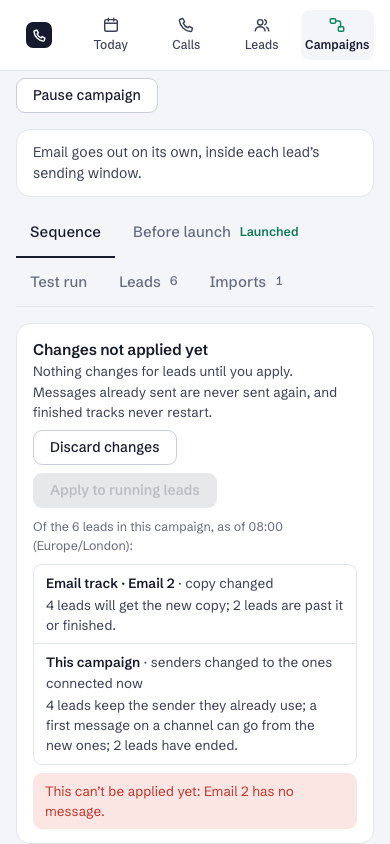 Today
Calls
Leads
Campaigns
Pause campaign
Email goes out on its own, inside each lead’s
sending window.
Sequence
Before launch Launched
Test run
Leads 6
Imports 1
Changes not applied yet
Nothing changes for leads until you apply.
Messages already sent are never sent again, and
finished tracks never restart.
Discard changes
Apply to running leads
Of the 6 leads in this campaign, as of 08:00
(Europe/London):
Email track · Email 2 · copy changed
4 leads will get the new copy; 2 leads are past it
or finished.
This campaign · senders changed to the ones
connected now
4 leads keep the sender they already use; a
first message on a channel can go from the
new ones; 2 leads have ended.
This can’t be applied yet: Email 2 has no
message.